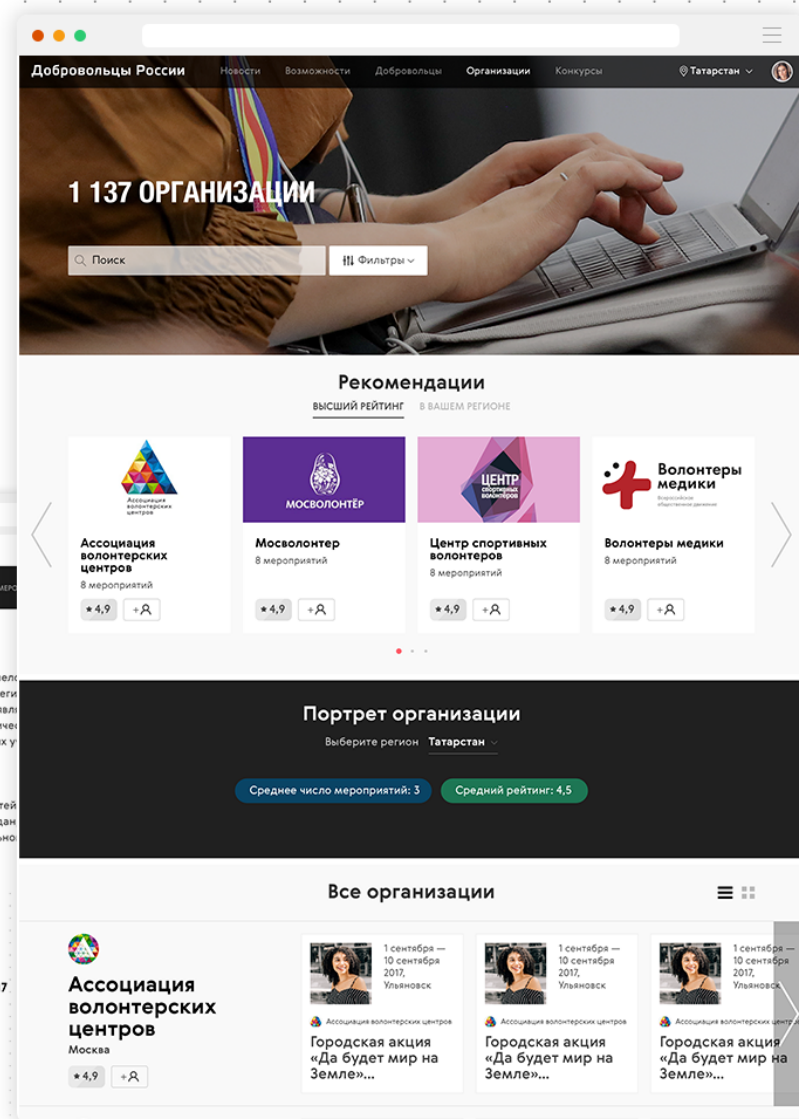 Добровольцы России
Новости
Возможности
Добровольцы
Организации
Конкурсы
Татарстан
1 137 ОРГАНИЗАЦИИ
Поиск
Фильтры
Рекомендации
ВЫСШИЙ РЕЙТИНГ
В ВАШЕМ РЕГИОНЕ
Ассоциация
волонтерских
центров
Ассоциация
волонтерских
центров
8 мероприятий
4,9
+
МОСВОЛОНТЁР
Мосволонтер
8 мероприятий
4,9
+
ЦЕНТР
спортивных
волонтёров
Центр спортивных
волонтеров
8 мероприятий
4,9
+
Волонтеры
медики
Всероссийское
общественное движение
Волонтеры медики
8 мероприятий
4,9
+
Портрет организации
Выберите регион Татарстан
Среднее число мероприятий: 3
Средний рейтинг: 4,5
Все организации
Ассоциация
волонтерских
центров
Москва
4,9
+
1 сентября —
10 сентября
2017,
Ульяновск
Ассоциация волонтерских центров
Городская акция
«Да будет мир на
Земле»...
1 сентября —
10 сентября
2017,
Ульяновск
Ассоциация волонтерских центров
Городская акция
«Да будет мир на
Земле»...
1 сентября —
10 сентября
2017,
Ульяновск
Ассоциация волонтерских центров
Городская акция
«Да будет мир на
Земле»...
7